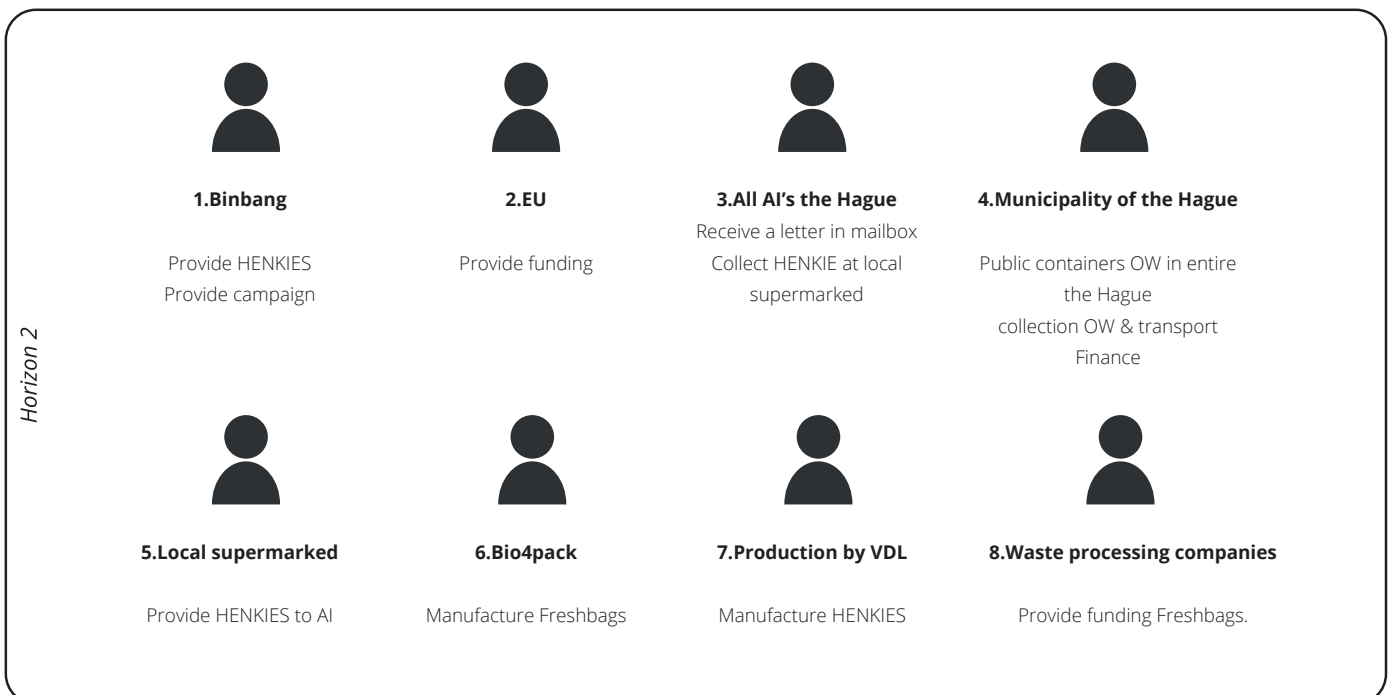 Horizon 2
1.Binbang
Provide HENKIES
Provide campaign
2.EU
Provide funding
3.All AI’s the Hague
Receive a letter in mailbox
Collect HENKIE at local
supermarked
4.Municipality of the Hague
Public containers OW in entire
the Hague
collection OW & transport
Finance
5.Local supermarked
Provide HENKIES to AI
6.Bio4pack
Manufacture Freshbags
7.Production by VDL
Manufacture HENKIES
8.Waste processing companies
Provide funding Freshbags.